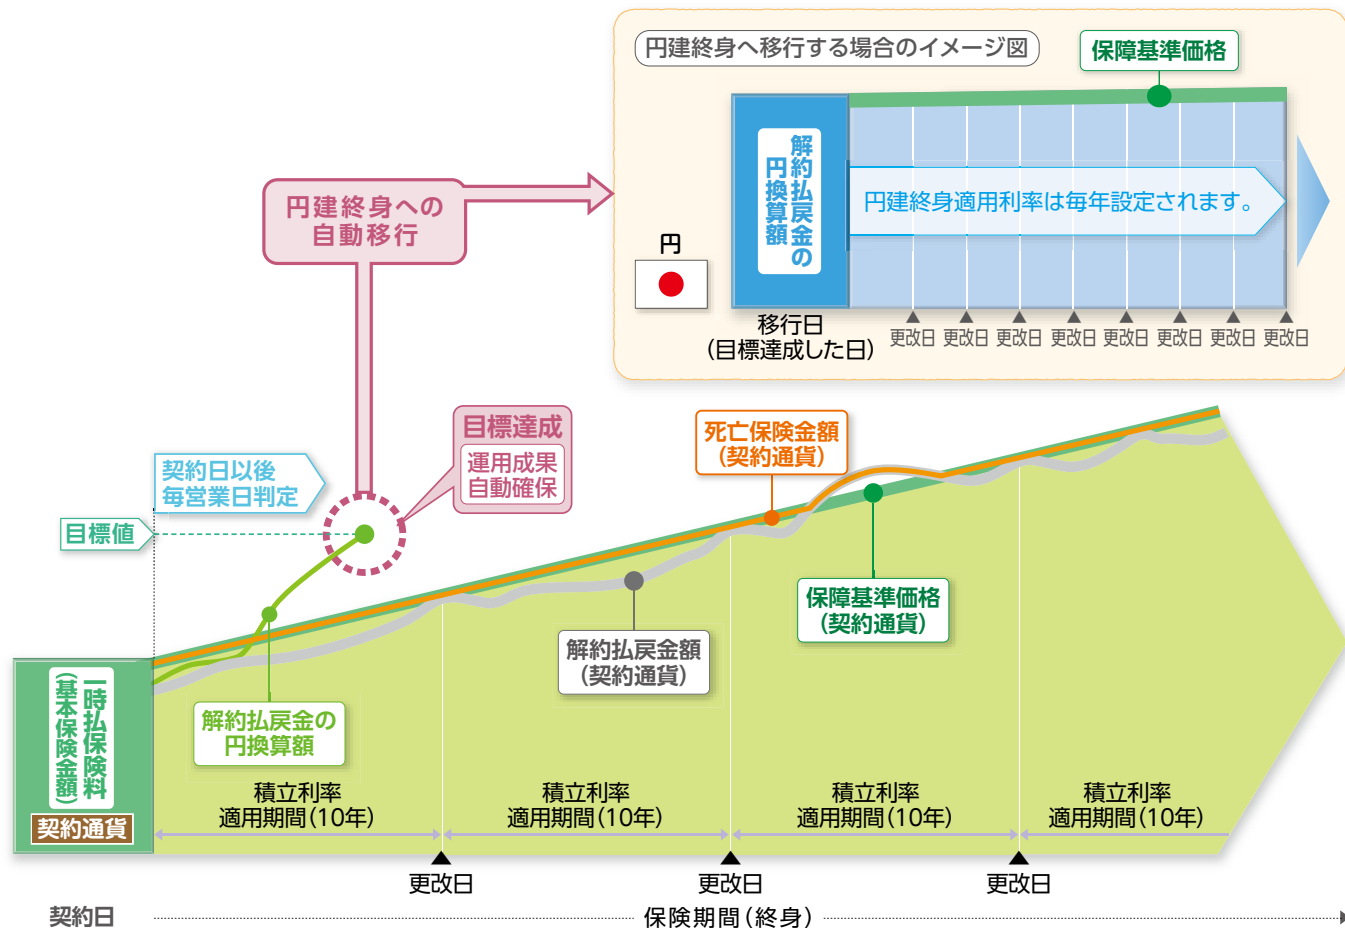 円建終身へ移行する場合のイメージ図
保障基準価格
解約払戻金の
円換算額
円建終身適用利率は毎年設定されます。
円
移行日
(目標達成した日)
更改日 更改日 更改日 更改日 更改日 更改日 更改日 更改日
円建終身への
自動移行
目標達成
運用成果
自動確保
契約日以後
毎営業日判定
目標値
死亡保険金額
(契約通貨)
保障基準価格
(契約通貨)
解約払戻金額
(契約通貨)
解約払戻金の
円換算額
一時払保険料
(基本保険金額)
契約通貨
積立利率
適用期間(10年)
積立利率
適用期間(10年)
積立利率
適用期間(10年)
積立利率
適用期間(10年)
更改日 更改日 更改日
契約日
保険期間(終身)